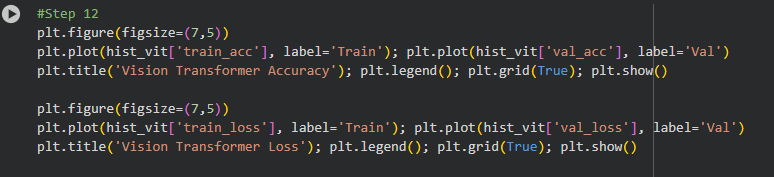 #Step 12
plt.figure(figsize=(7,5))
plt.plot(hist_vit['train_acc'], label='Train'); plt.plot(hist_vit['val_acc'], label='Val')
plt.title('Vision Transformer Accuracy'); plt.legend(); plt.grid(True); plt.show()
plt.figure(figsize=(7,5))
plt.plot(hist_vit['train_loss'], label='Train'); plt.plot(hist_vit['val_loss'], label='Val')
plt.title('Vision Transformer Loss'); plt.legend(); plt.grid(True); plt.show()